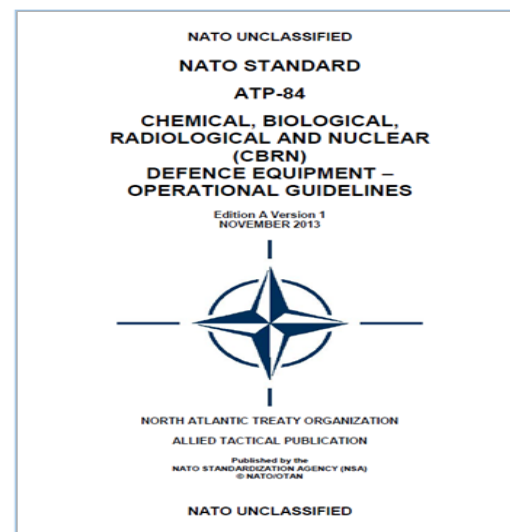 NATO UNCLASSIFIED
NATO STANDARD
ATP-84
CHEMICAL, BIOLOGICAL,
RADIOLOGICAL AND NUCLEAR
(CBRN)
DEFENCE EQUIPMENT –
OPERATIONAL GUIDELINES
Edition A Version 1
NOVEMBER 2013
NORTH ATLANTIC TREATY ORGANIZATION
ALLIED TACTICAL PUBLICATION
Published by the
NATO STANDARDIZATION AGENCY (NSA)
© NATO/OTAN
NATO UNCLASSIFIED